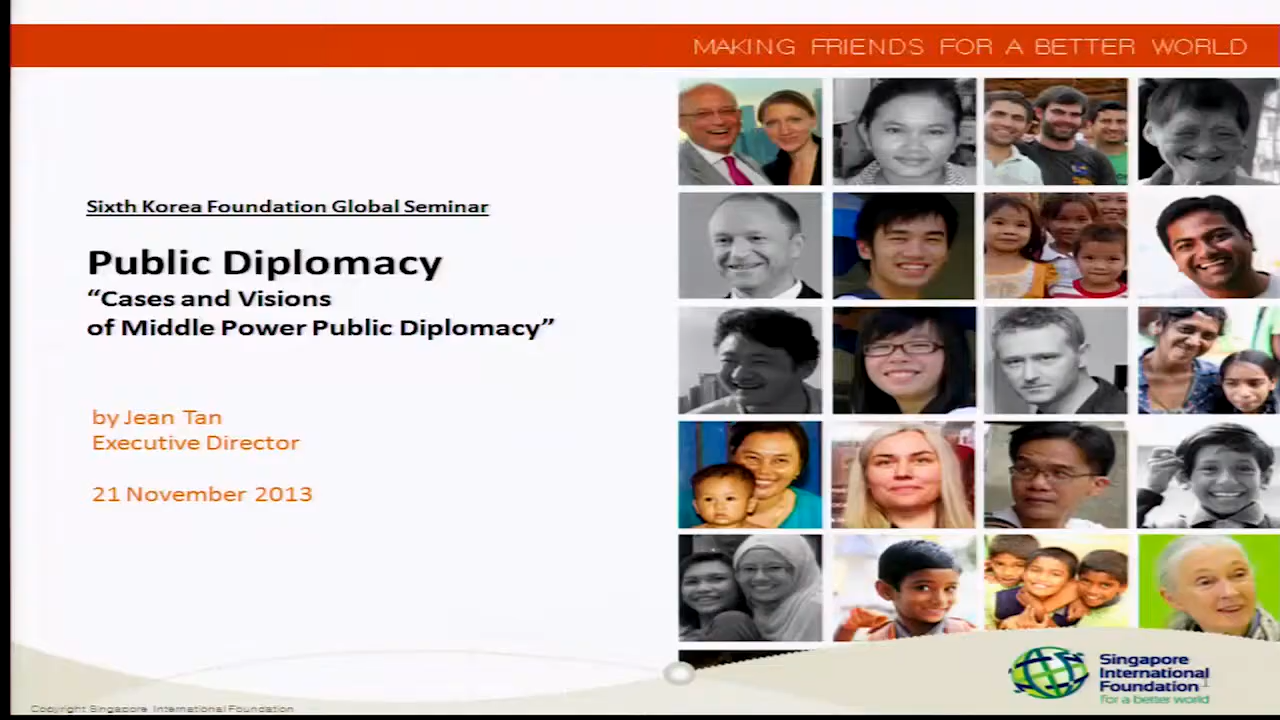 MAKING FRIENDS FOR A BETTER WORLD
Sixth Korea Foundation Global Seminar
Public Diplomacy
“Cases and Visions
of Middle Power Public Diplomacy”
by Jean Tan
Executive Director
21 November 2013
Singapore
International
Foundation
For a better world
Copyright Singapore International Foundation